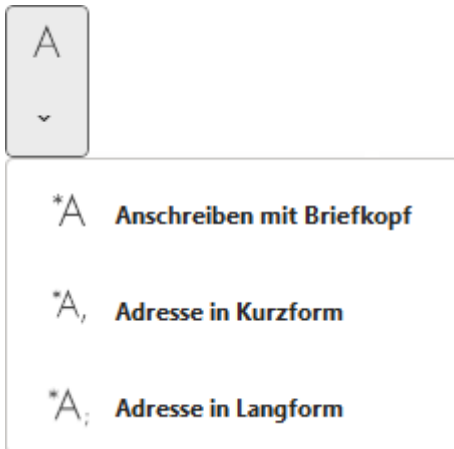 A
*A Anschreiben mit Briefkopf
*A, Adresse in Kurzform
*A; Adresse in Langform